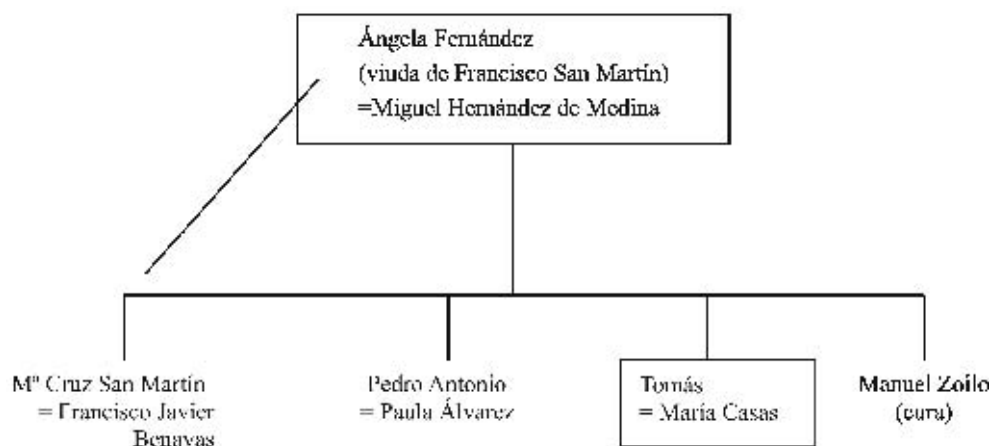 Ángela Fernández
(viuda de Francisco San Martín)
=Miguel Hernández de Medina
Mª Cruz San Martín
= Francisco Javier
Benavas
Pedro Antonio
= Paula Álvarez
Tomás
= María Casas
Manuel Zoilo
(cura)